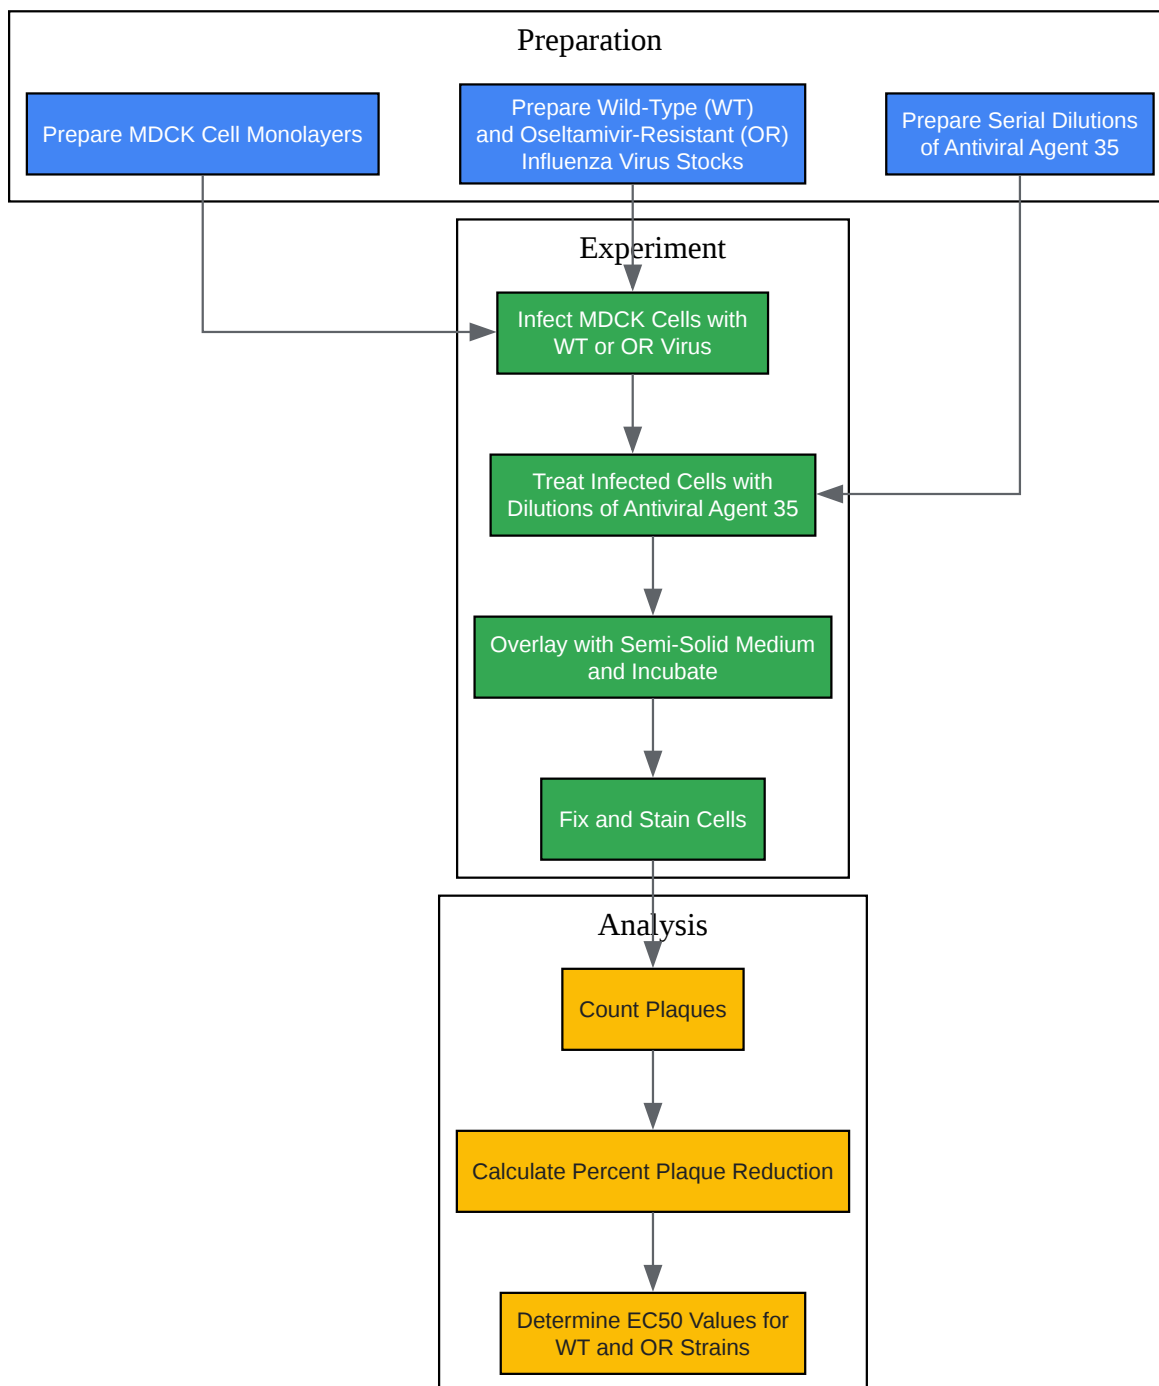 Preparation
Prepare MDCK Cell Monolayers
Prepare Wild-Type (WT)
and Oseltamivir-Resistant (OR)
Influenza Virus Stocks
Prepare Serial Dilutions
of Antiviral Agent 35
Experiment
Infect MDCK Cells with
WT or OR Virus
Treat Infected Cells with
Dilutions of Antiviral Agent 35
Overlay with Semi-Solid Medium
and Incubate
Fix and Stain Cells
Analysis
Count Plaques
Calculate Percent Plaque Reduction
Determine EC50 Values for
WT and OR Strains